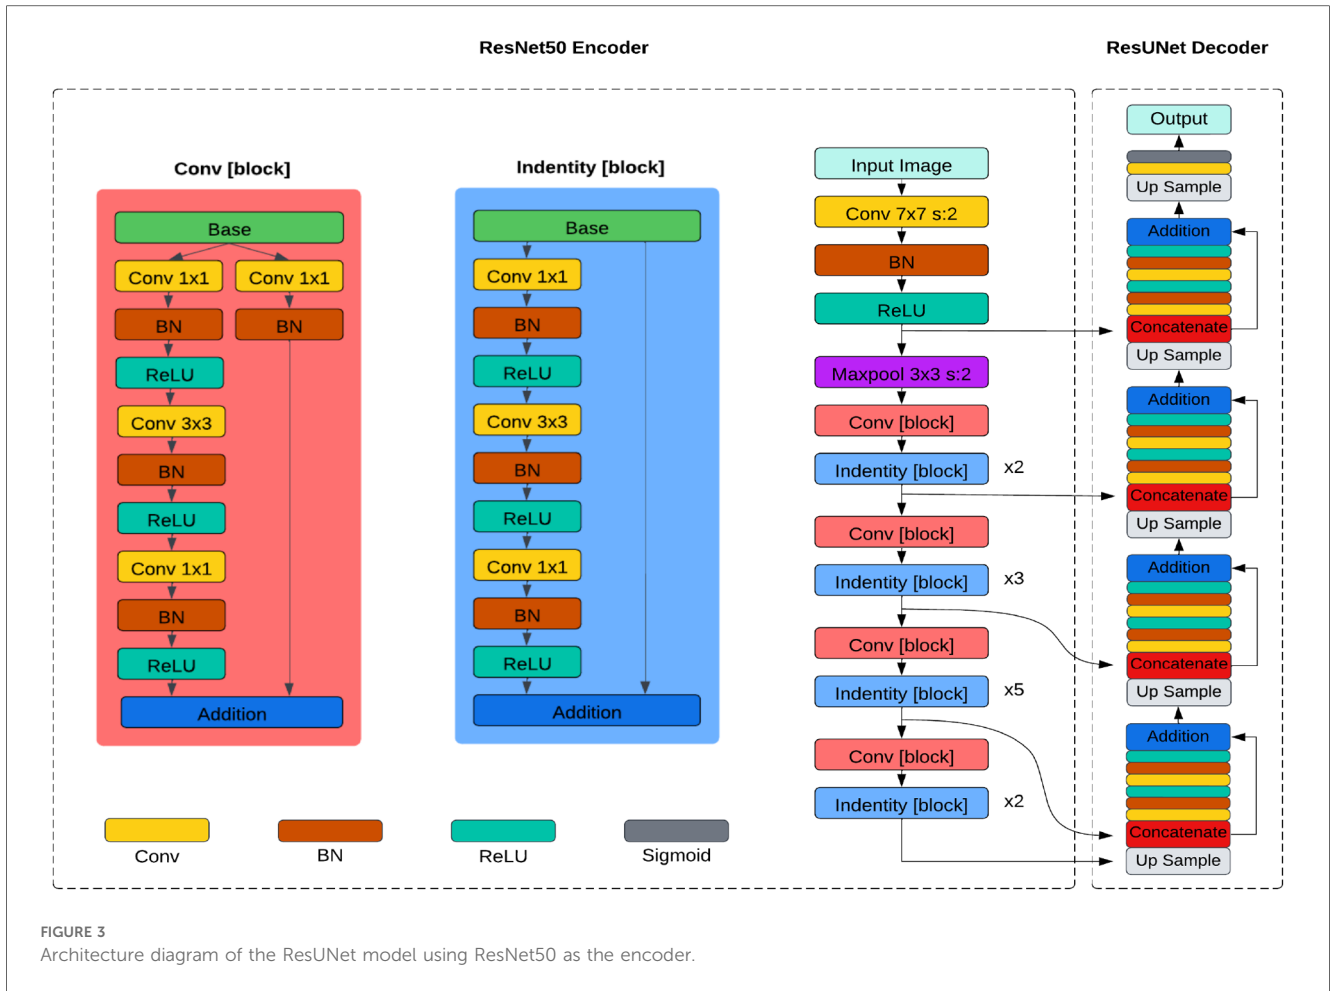 ResNet50 Encoder
ResUNet Decoder
Conv [block]
Base
Conv 1x1
Conv 1x1
BN
BN
ReLU
Conv 3x3
BN
ReLU
Conv 1x1
BN
ReLU
Addition
Indentity [block]
Base
Conv 1x1
BN
ReLU
Conv 3x3
BN
ReLU
Conv 1x1
BN
ReLU
Addition
Input Image
Conv 7x7 s:2
BN
ReLU
Maxpool 3x3 s:2
Conv [block]
Indentity [block] x2
Conv [block]
Indentity [block] x3
Conv [block]
Indentity [block] x5
Conv [block]
Indentity [block] x2
Output
Up Sample
Addition
Concatenate
Up Sample
Addition
Concatenate
Up Sample
Addition
Concatenate
Up Sample
Addition
Concatenate
Up Sample
Conv
BN
ReLU
Sigmoid
FIGURE 3
Architecture diagram of the ResUNet model using ResNet50 as the encoder.